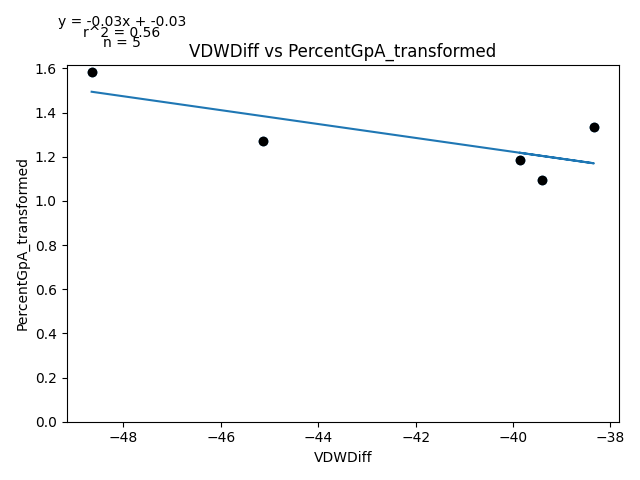 y = -0.03x + -0.03
r^2 = 0.56
n = 5
VDWDiff vs PercentGpA_transformed
1.6
1.4
1.2
1.0
0.8
0.6
0.4
0.2
0.0
PercentGpA_transformed
−48
−46
−44
−42
−40
−38
VDWDiff